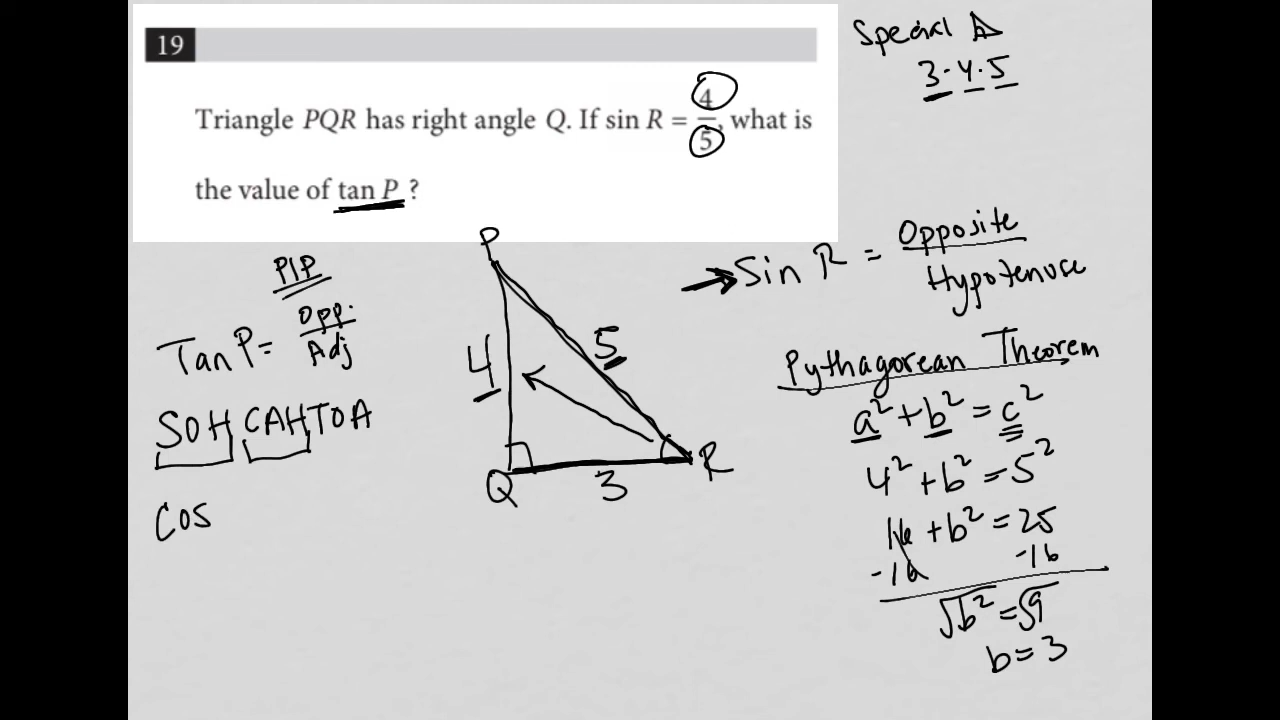 19
Triangle PQR has right angle Q. If sin R = 4/5, what is
the value of tan P ?
Special
3-4-5
Sin R = Opposite
Hypotenuse
Pythagorean Theorem
a² + b² = c²
4² + b² = 5²
16 + b² = 25
-16 -16
√b² = √9
b = 3
PIP
Tan P = Opp.
Adj
SOH CAH TOA
Cos
P
4
5
Q
3
R